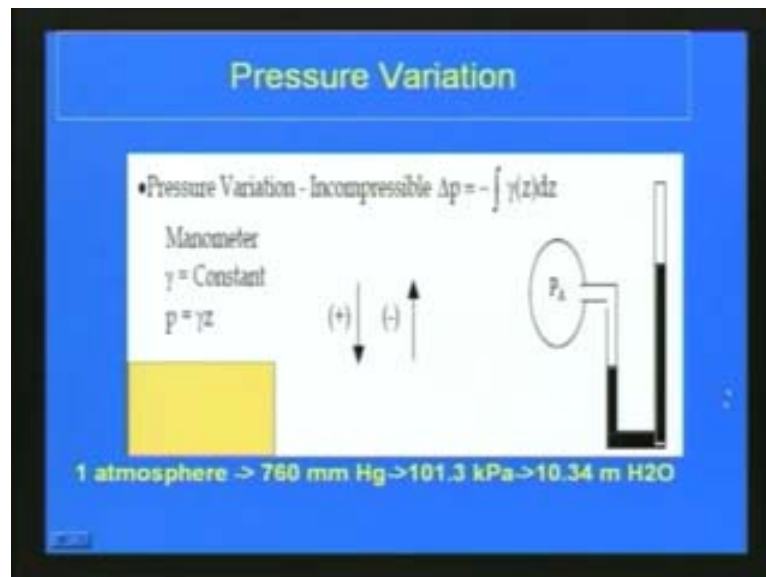 Pressure Variation
•Pressure Variation - Incompressible Δp = - ∫ γ(z)dz
Manometer
γ = Constant
p = γz
(+) (-)
PA
1 atmosphere -> 760 mm Hg->101.3 kPa->10.34 m H2O